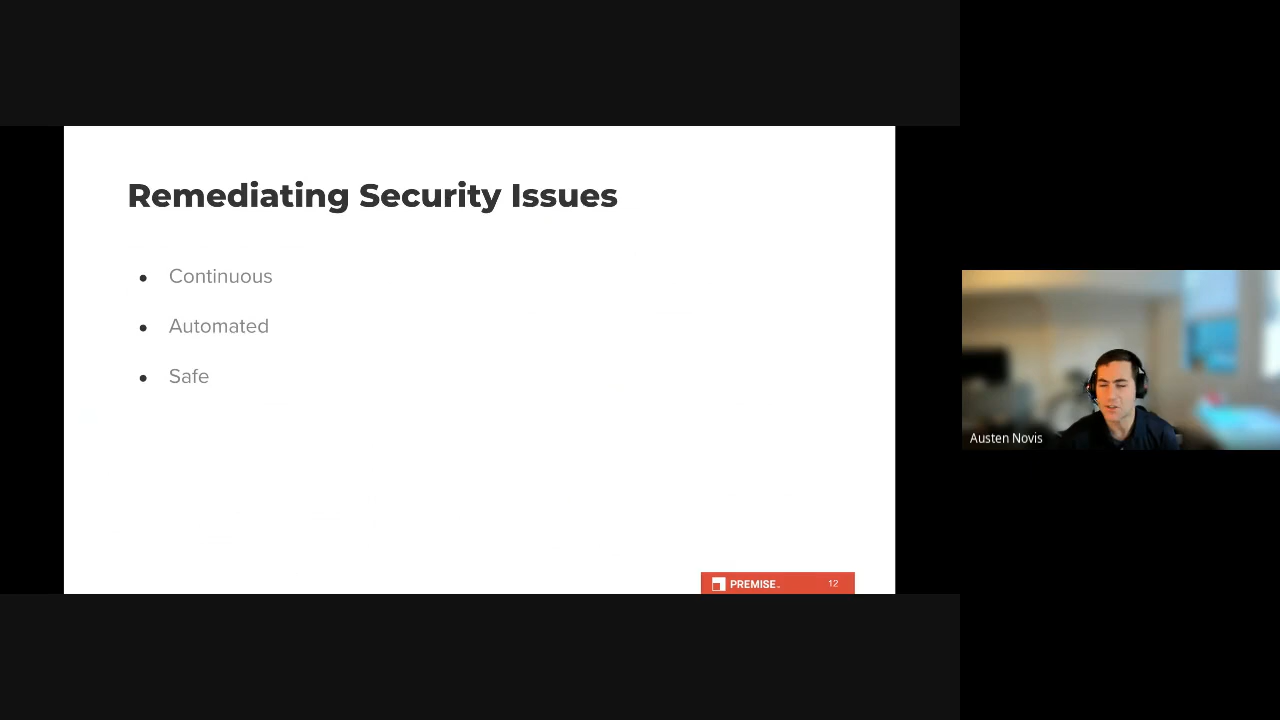 Remediating Security Issues
● Continuous
● Automated
● Safe
PREMISE 12
Austen Novis